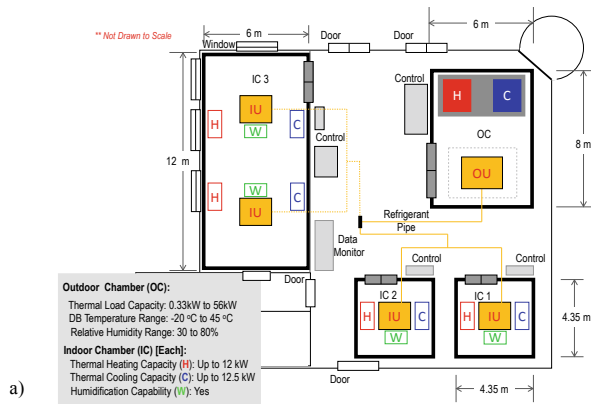 ** Not Drawn to Scale
6 m
6 m
Window
Door
Door
IC 3
IU
W
H
C
Control
Control
H
C
OC
OU
8 m
12 m
H
W
IU
C
Data
Monitor
Refrigerant
Pipe
Door
Control
Control
IC 2
IC 1
H
IU
C
W
H
IU
C
W
4.35 m
Door
4.35 m
Outdoor Chamber (OC):
Thermal Load Capacity: 0.33kW to 56kW
DB Temperature Range: -20 ºC to 45 ºC
Relative Humidity Range: 30 to 80%
Indoor Chamber (IC) [Each]:
Thermal Heating Capacity (H): Up to 12 kW
Thermal Cooling Capacity (C): Up to 12.5 kW
Humidification Capability (W): Yes
a)